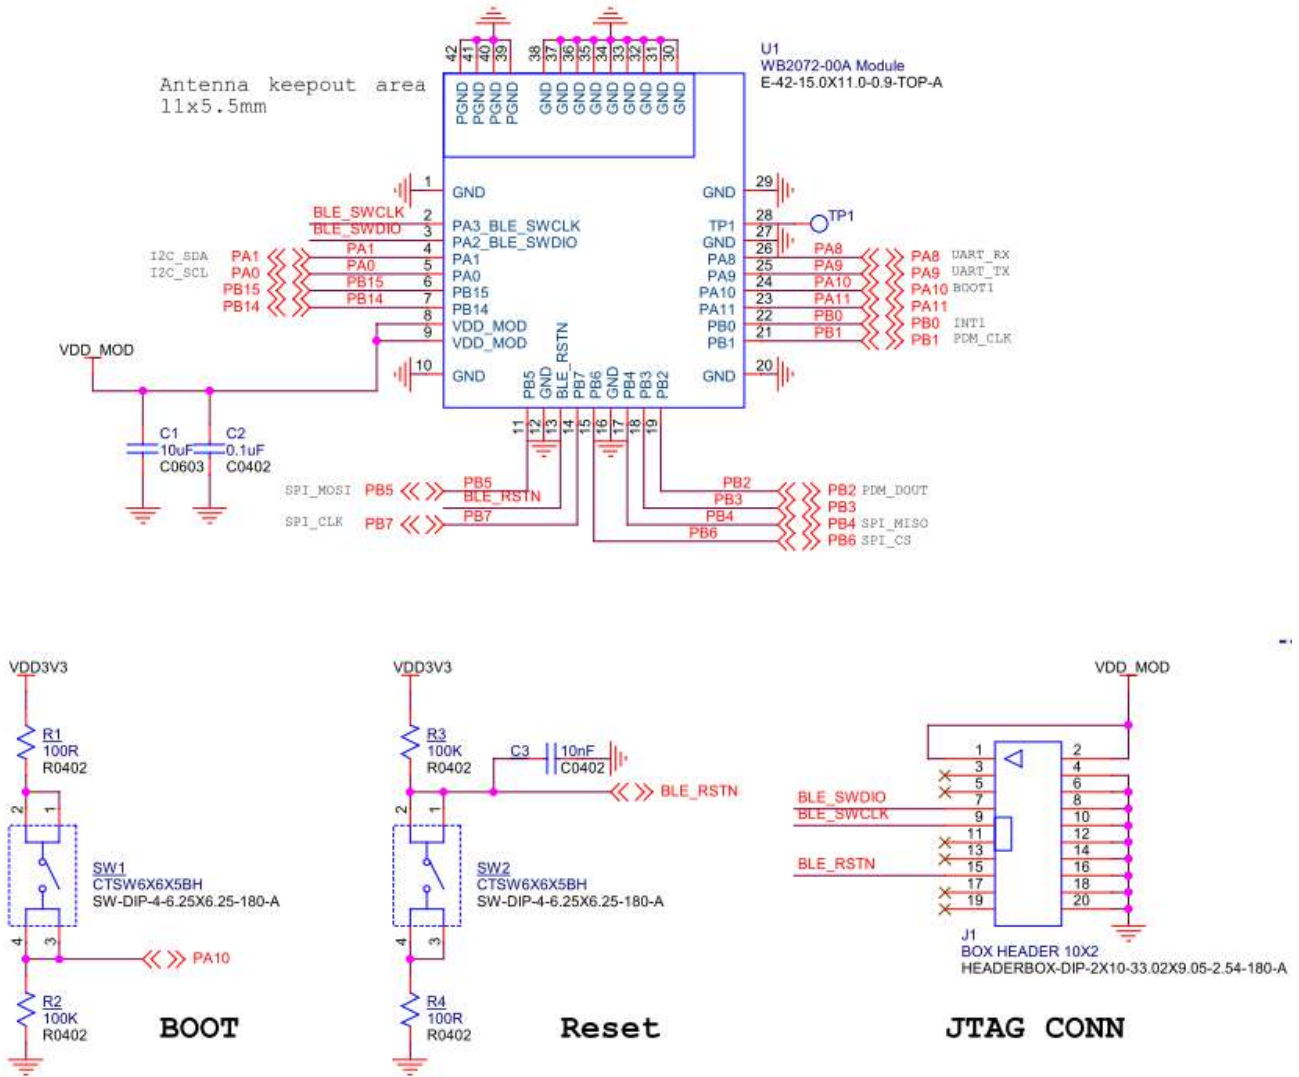 42 41 40 39 38 37 36 35 34 33 32 31 30
U1
WB2072-00A Module
E-42-15.0X11.0-0.9-TOP-A
Antenna keepout area
11x5.5mm
PGND PGND PGND PGND GND GND GND GND GND GND GND GND GND
1 GND GND 29
BLE_SWCLK 2 PA3_BLE_SWCLK TP1 28 TP1
BLE_SWDIO 3 PA2_BLE_SWDIO GND 27
I2C_SDA PA1 PA1 4 PA1 PA8 26 PA8 PA8 UART_RX
I2C_SCL PA0 PA0 5 PA0 PA9 25 PA9 PA9 UART_TX
PB15 PB15 6 PB15 PA10 24 PA10 PA10 BOOT1
PB14 PB14 7 PB14 PA11 23 PA11 PA11
8 VDD_MOD PB0 22 PB0 PB0 INT1
9 VDD_MOD PB1 21 PB1 PB1 PDM_CLK
VDD_MOD
10 GND GND 20
PB5 GND BLE_RSTN PB7 PB6 GND PB4 PB3 PB2
11 12 13 14 15 16 17 18 19
C1
10uF
C0603
C2
0.1uF
C0402
SPI_MOSI PB5 PB5
BLE_RSTN
SPI_CLK PB7 PB7
PB2 PB2 PDM_DOUT
PB3 PB3
PB4 PB4 SPI_MISO
PB6 PB6 SPI_CS
VDD3V3
R1
100R
R0402
2 1
SW1
CTSW6X6X5BH
SW-DIP-4-6.25X6.25-180-A
4 3
PA10
R2
100K
R0402
BOOT
VDD3V3
R3
100K
R0402
C3 10nF
C0402
BLE_RSTN
2 1
SW2
CTSW6X6X5BH
SW-DIP-4-6.25X6.25-180-A
4 3
R4
100R
R0402
Reset
VDD_MOD
1 2
3 4
5 6
BLE_SWDIO 7 8
BLE_SWCLK 9 10
11 12
13 14
BLE_RSTN 15 16
17 18
19 20
J1
BOX HEADER 10X2
HEADERBOX-DIP-2X10-33.02X9.05-2.54-180-A
JTAG CONN